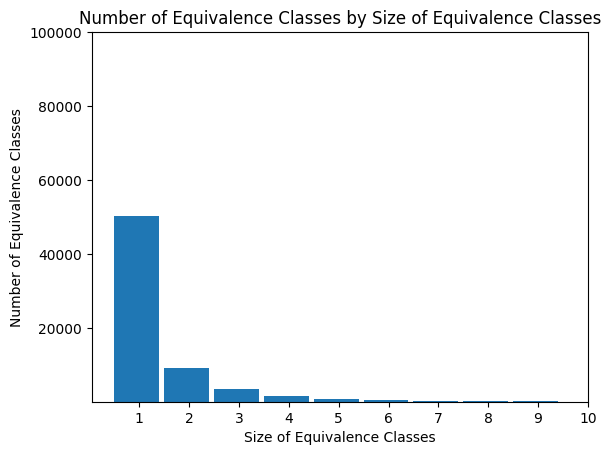 Number of Equivalence Classes by Size of Equivalence Classes
100000
80000
60000
40000
20000
Number of Equivalence Classes
1 2 3 4 5 6 7 8 9 10
Size of Equivalence Classes